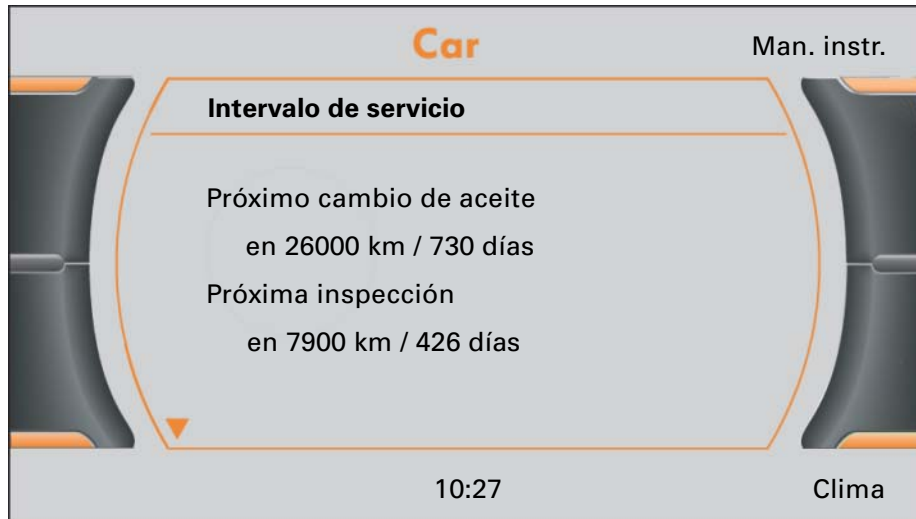 Car
Man. instr.
Intervalo de servicio
Próximo cambio de aceite
en 26000 km / 730 días
Próxima inspección
en 7900 km / 426 días
10:27
Clima